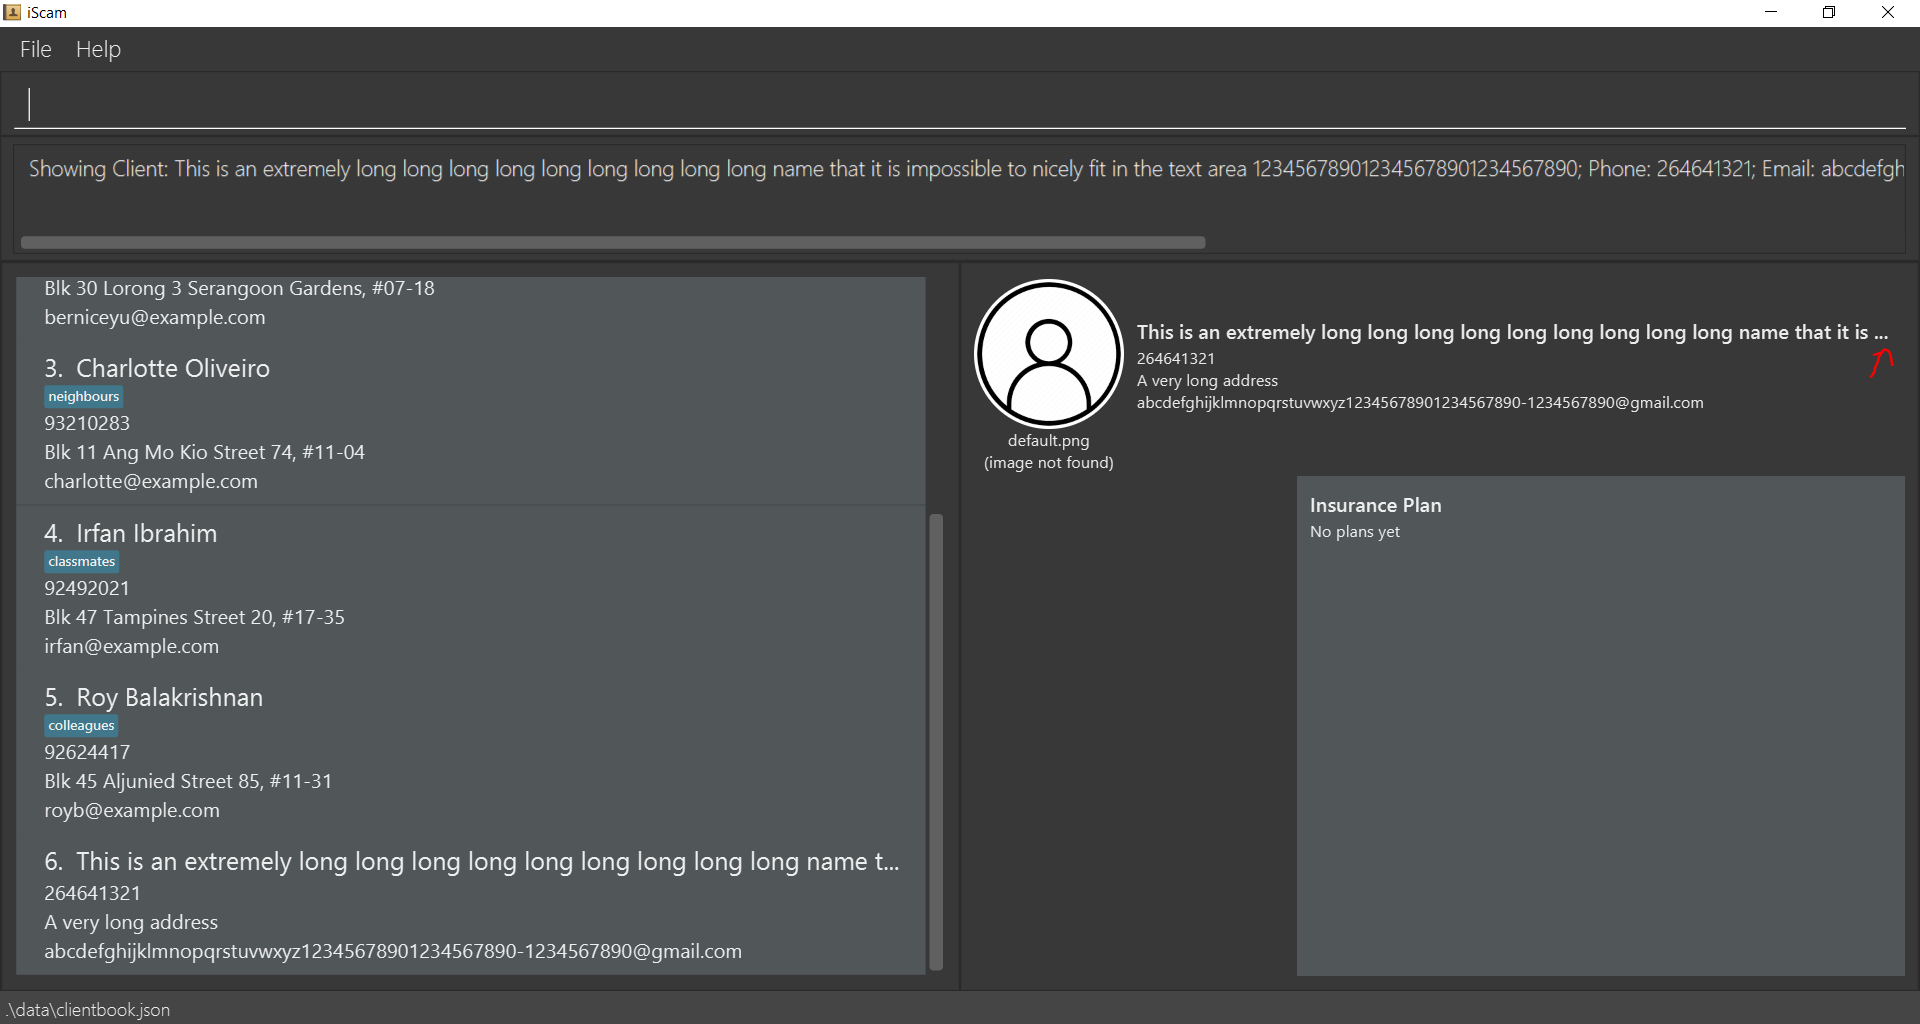 iScam
File Help
Showing Client: This is an extremely long long long long long long long long long name that it is impossible to nicely fit in the text area 123456789012345678901234567890; Phone: 264641321; Email: abcdefgh
Blk 30 Lorong 3 Serangoon Gardens, #07-18
berniceyu@example.com
3. Charlotte Oliveiro
neighbours
93210283
Blk 11 Ang Mo Kio Street 74, #11-04
charlotte@example.com
4. Irfan Ibrahim
classmates
92492021
Blk 47 Tampines Street 20, #17-35
irfan@example.com
5. Roy Balakrishnan
colleagues
92624417
Blk 45 Aljunied Street 85, #11-31
royb@example.com
6. This is an extremely long long long long long long long long long name t...
264641321
A very long address
abcdefghijklmnopqrstuvwxyz12345678901234567890-1234567890@gmail.com
This is an extremely long long long long long long long long long name that it is ...
264641321
A very long address
abcdefghijklmnopqrstuvwxyz12345678901234567890-1234567890@gmail.com
default.png
(image not found)
Insurance Plan
No plans yet
.\data\clientbook.json